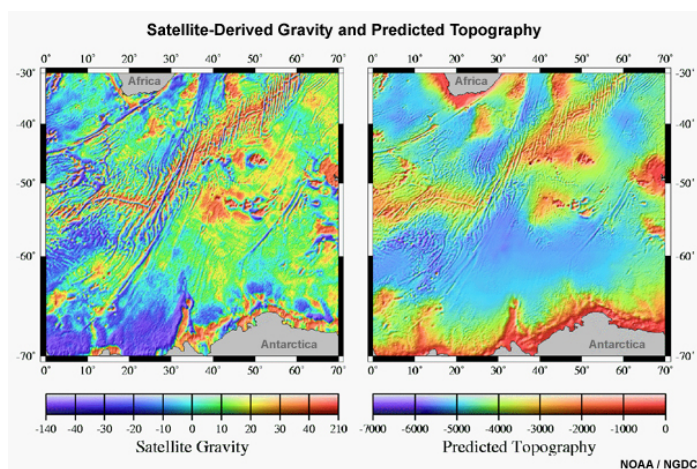 Satellite-Derived Gravity and Predicted Topography
0° 10° 20° 30° 40° 50° 60° 70° 0° 10° 20° 30° 40° 50° 60° 70°
-30° Africa -30° Africa
-40° -40°
-50° -50°
-60° -60°
Antarctica Antarctica
-70° -70°
0° 10° 20° 30° 40° 50° 60° 70° 0° 10° 20° 30° 40° 50° 60° 70°
-140 -40 -30 -20 -10 0 10 20 30 40 210 -7000 -6000 -5000 -4000 -3000 -2000 -1000 0
Satellite Gravity Predicted Topography
NOAA / NGDC